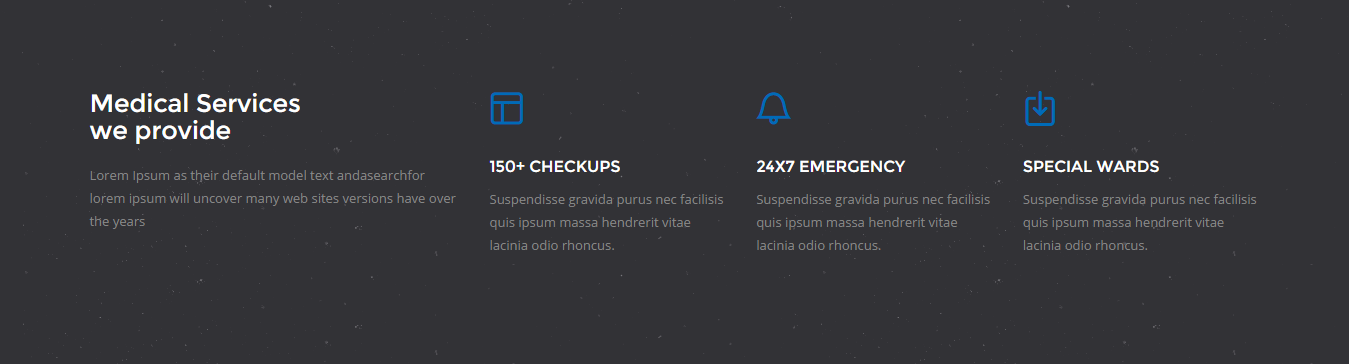 Medical Services
we provide
Lorem Ipsum as their default model text andasearchfor
lorem ipsum will uncover many web sites versions have over
the years
150+ CHECKUPS
Suspendisse gravida purus nec facilisis
quis ipsum massa hendrerit vitae
lacinia odio rhoncus.
24X7 EMERGENCY
Suspendisse gravida purus nec facilisis
quis ipsum massa hendrerit vitae
lacinia odio rhoncus.
SPECIAL WARDS
Suspendisse gravida purus nec facilisis
quis ipsum massa hendrerit vitae
lacinia odio rhoncus.